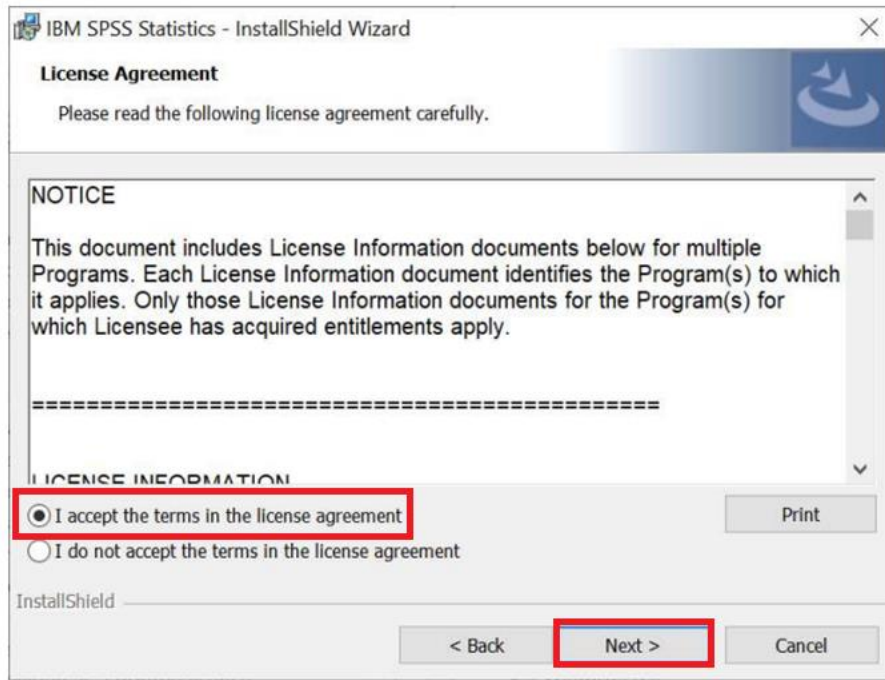 IBM SPSS Statistics - InstallShield Wizard
License Agreement
Please read the following license agreement carefully.
NOTICE
This document includes License Information documents below for multiple
Programs. Each License Information document identifies the Program(s) to which
it applies. Only those License Information documents for the Program(s) for
which Licensee has acquired entitlements apply.
==============================================
LICENSE INFORMATION
I accept the terms in the license agreement
Print
I do not accept the terms in the license agreement
InstallShield
< Back
Next >
Cancel